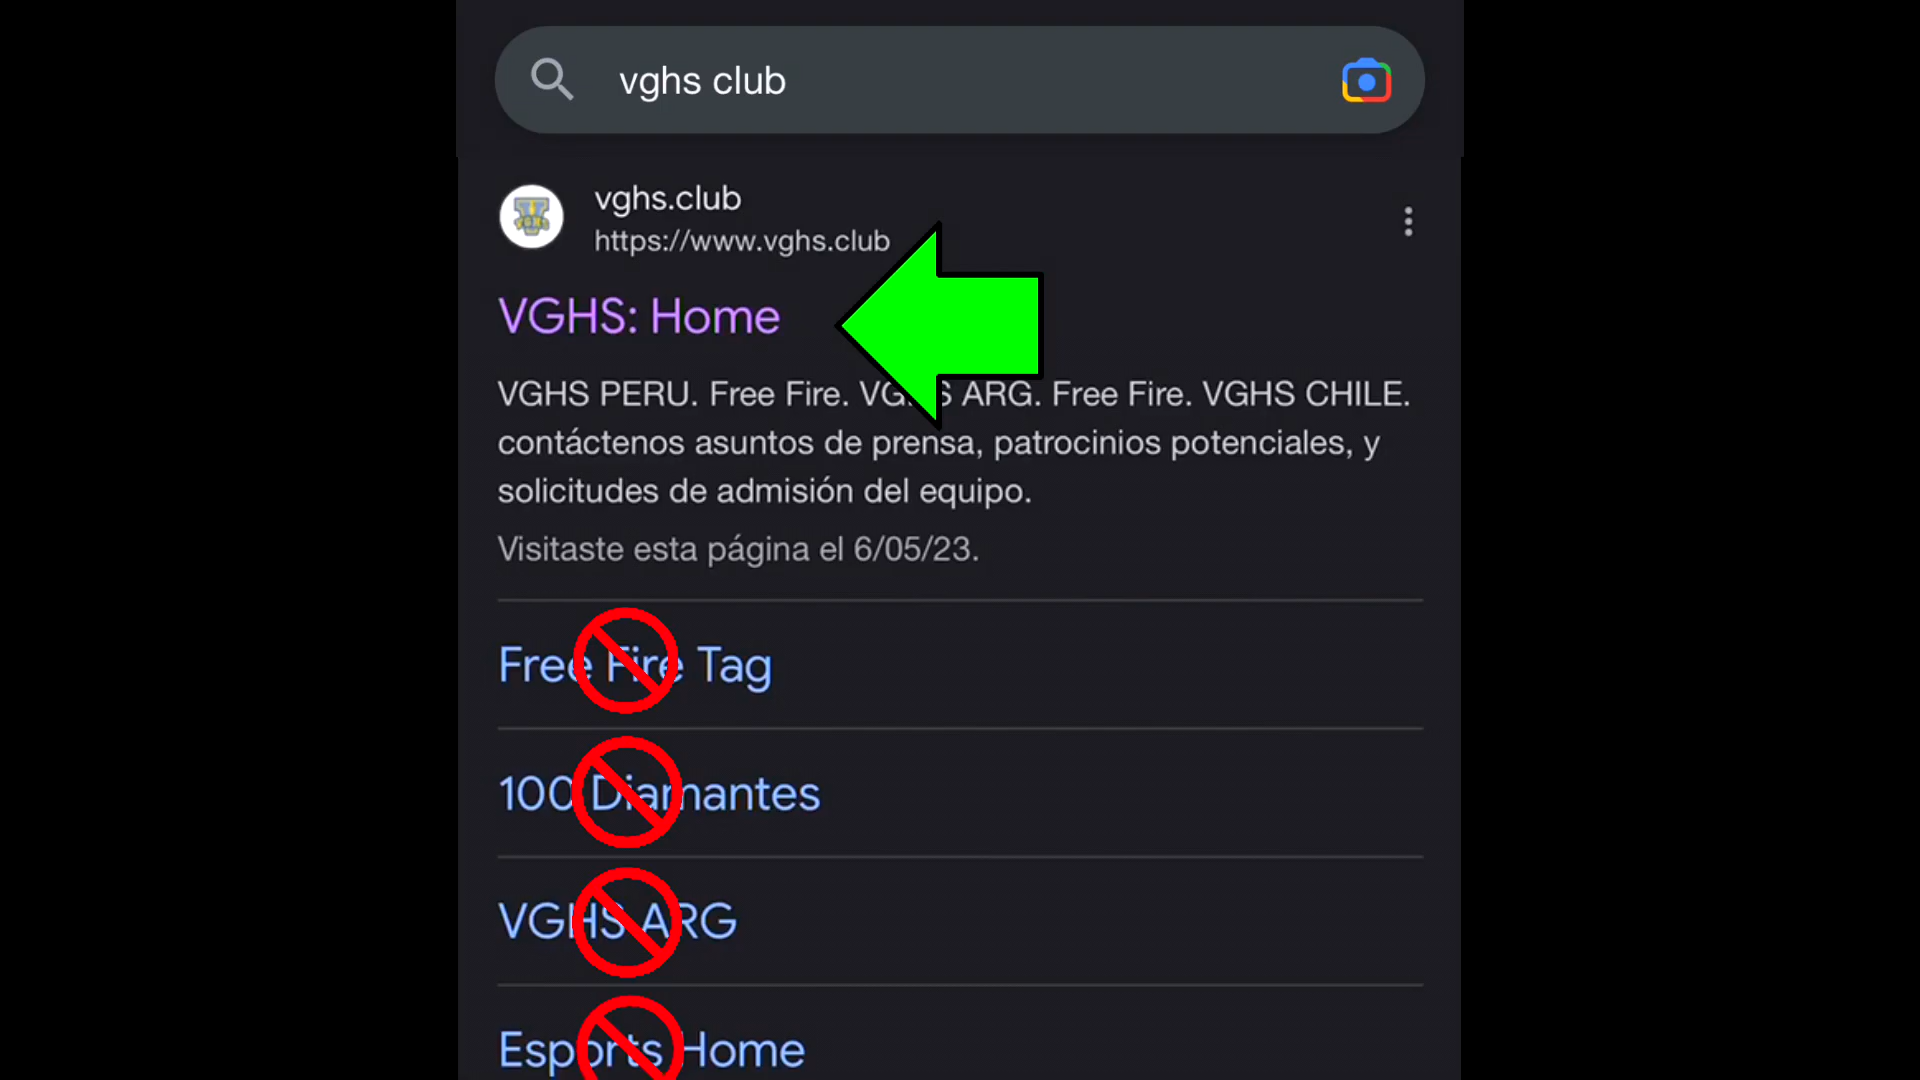 vghs club
vghs.club
https://www.vghs.club
VGHS: Home
VGHS PERU. Free Fire. VGHS ARG. Free Fire. VGHS CHILE.
contáctenos asuntos de prensa, patrocinios potenciales, y
solicitudes de admisión del equipo.
Visitaste esta página el 6/05/23.
Free Fire Tag
100 Diamantes
VGHS ARG
Esports Home